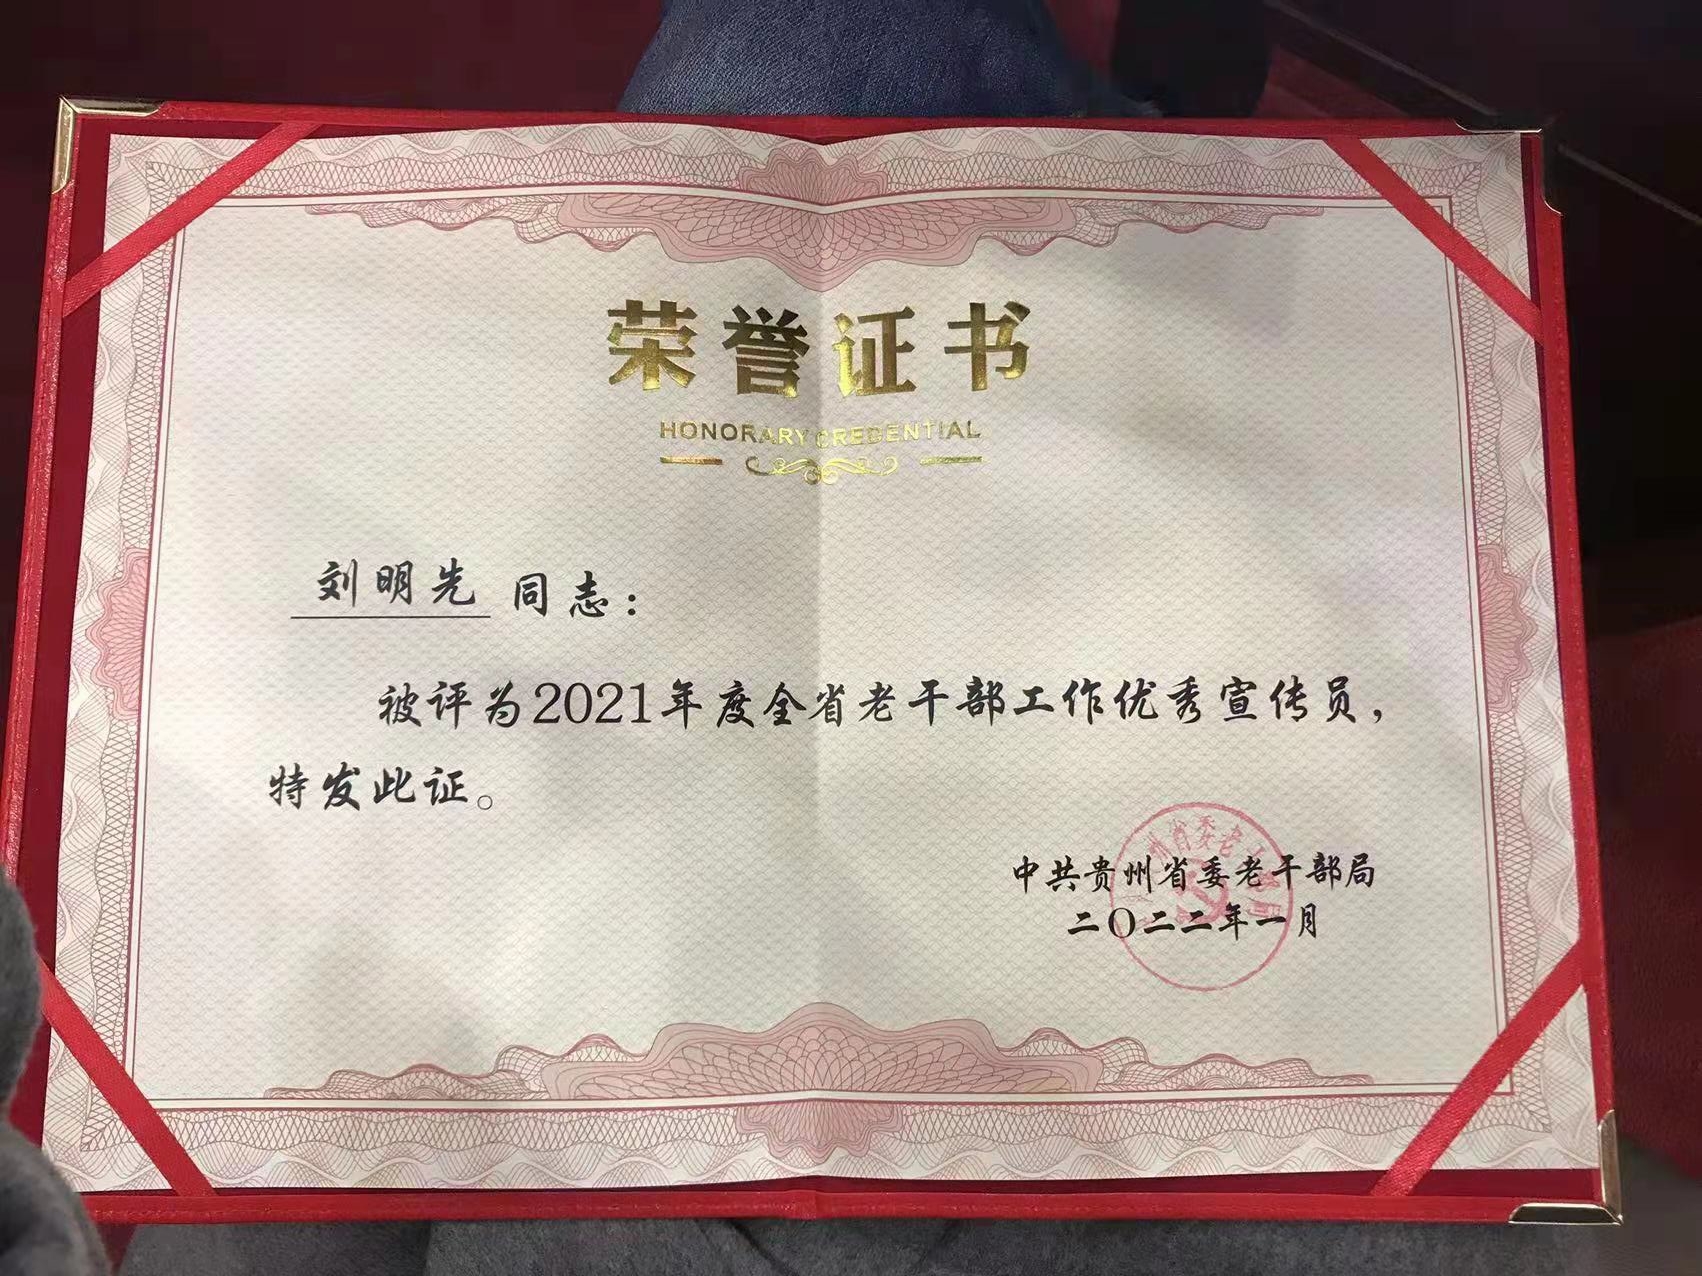 荣誉证书
HONORARY CREDENTIAL
刘明先 同志：
被评为2021年度全省老干部工作优秀宣传员，
特发此证。
中共贵州省委老干部局
二〇二二年一月